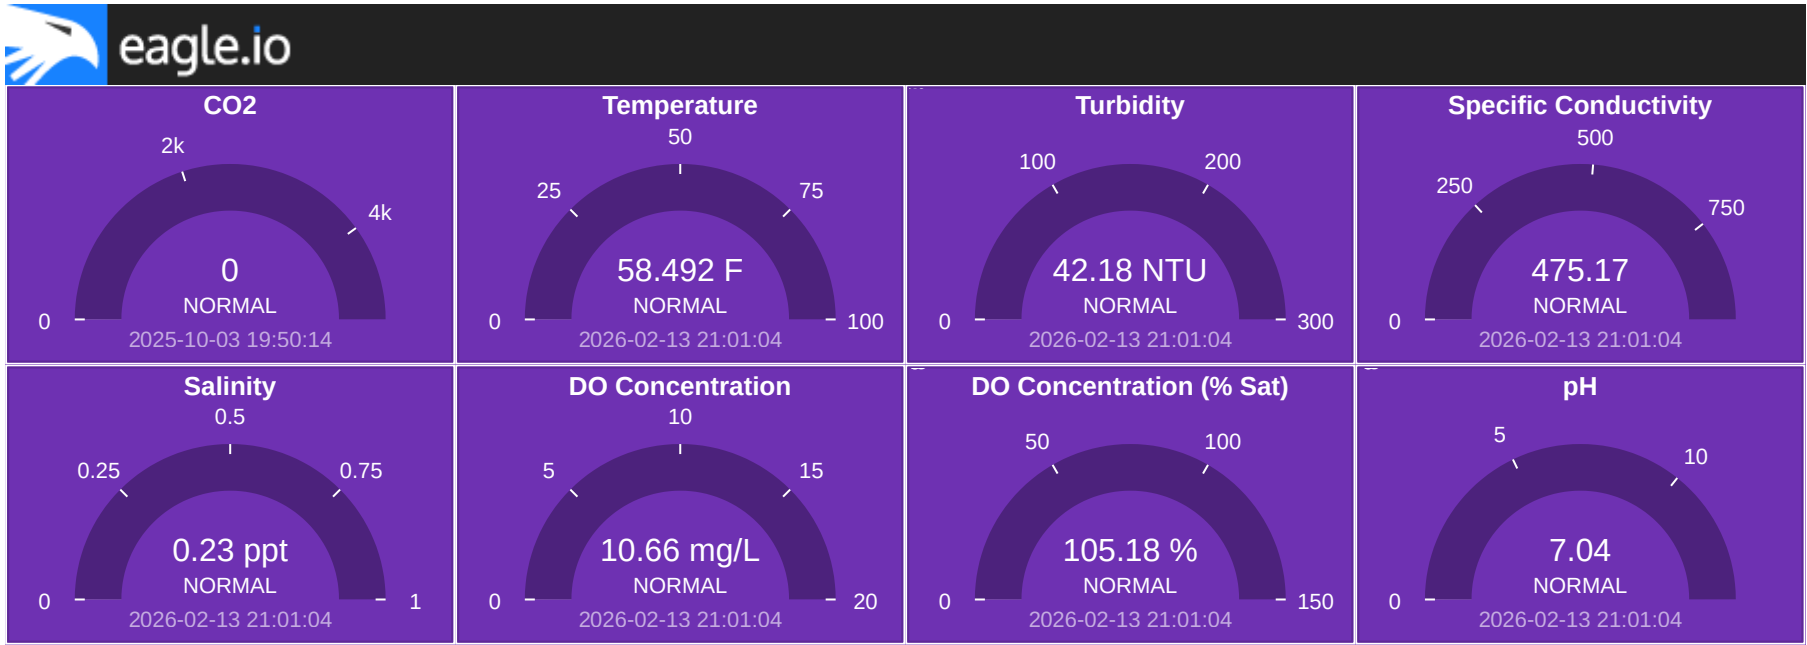 eagle.io
CO2
2k
4k
0
0
NORMAL
2025-10-03 19:50:14
Temperature
50
25
75
58.492 F
NORMAL
0
100
2026-02-13 21:01:04
Turbidity
100
200
42.18 NTU
NORMAL
0
300
2026-02-13 21:01:04
Specific Conductivity
500
250
750
475.17
NORMAL
0
2026-02-13 21:01:04
Salinity
0.5
0.25
0.75
0.23 ppt
NORMAL
0
1
2026-02-13 21:01:04
DO Concentration
10
5
15
10.66 mg/L
NORMAL
0
20
2026-02-13 21:01:04
DO Concentration (% Sat)
50
100
105.18 %
NORMAL
0
150
2026-02-13 21:01:04
pH
5
10
7.04
NORMAL
0
2026-02-13 21:01:04